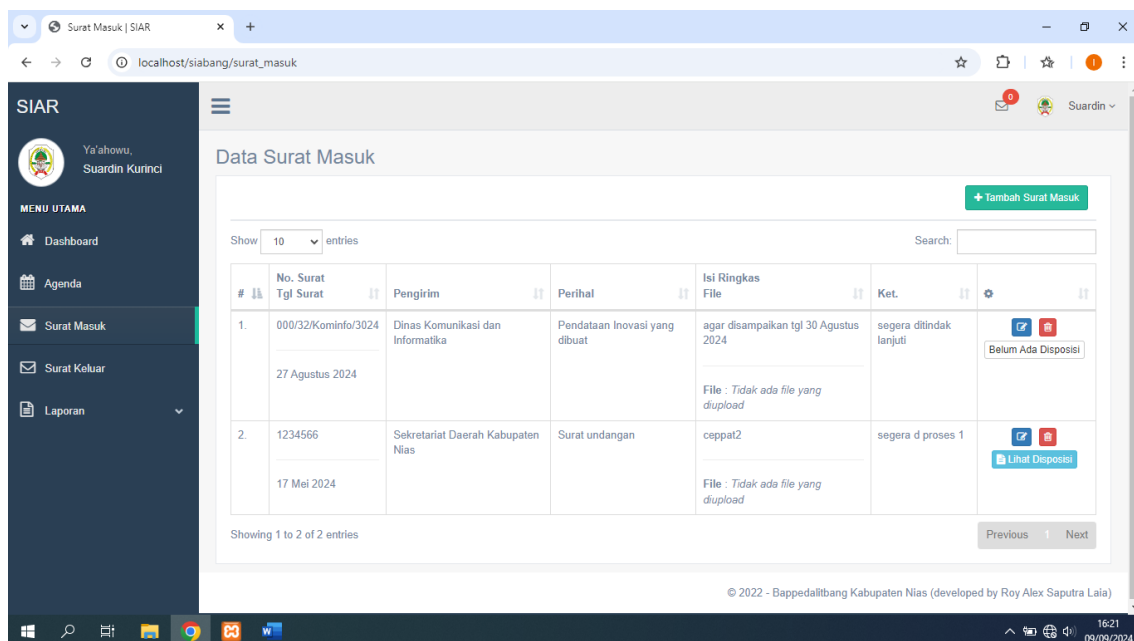 Surat Masuk | SIAR
localhost/siabang/surat_masuk
SIAR
0
Suardin
Ya'ahowu,
Suardin Kurinci
MENU UTAMA
Dashboard
Agenda
Surat Masuk
Surat Keluar
Laporan
Data Surat Masuk
+ Tambah Surat Masuk
Show 10 entries
Search:
# No. Surat Tgl Surat Pengirim Perihal Isi Ringkas File Ket.
1. 000/32/Kominfo/3024 Dinas Komunikasi dan Pendataan Inovasi yang agar disampaikan tgl 30 Agustus segera ditindak
Informatika dibuat 2024 lanjuti
Belum Ada Disposisi
27 Agustus 2024
File : Tidak ada file yang
diupload
2. 1234566 Sekretariat Daerah Kabupaten Surat undangan ceppat2 segera d proses 1
Nias
Lihat Disposisi
17 Mei 2024
File : Tidak ada file yang
diupload
Showing 1 to 2 of 2 entries
Previous 1 Next
© 2022 - Bappedalitbang Kabupaten Nias (developed by Roy Alex Saputra Laia)
16:21
09/09/2024